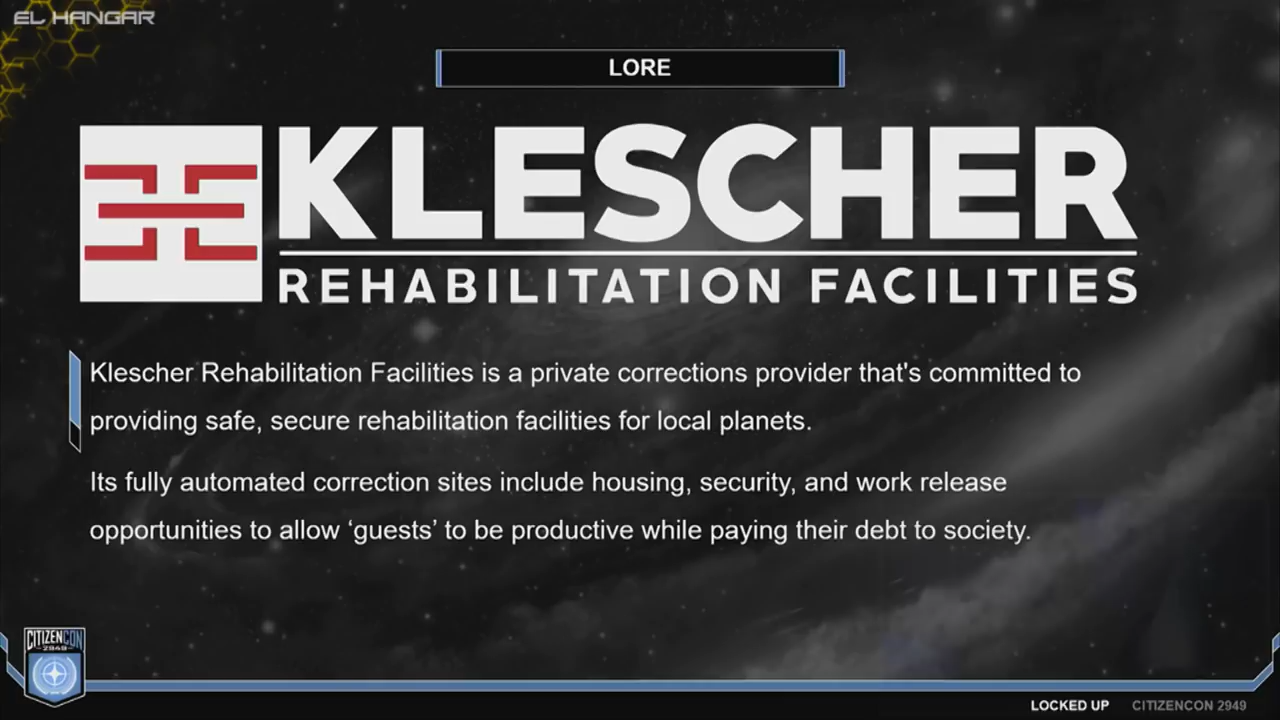 EL HANGAR
LORE
KLESCHER
REHABILITATION FACILITIES
Klescher Rehabilitation Facilities is a private corrections provider that's committed to
providing safe, secure rehabilitation facilities for local planets.
Its fully automated correction sites include housing, security, and work release
opportunities to allow ‘guests’ to be productive while paying their debt to society.
CITIZENCON
2949
LOCKED UP CITIZENCON 2949